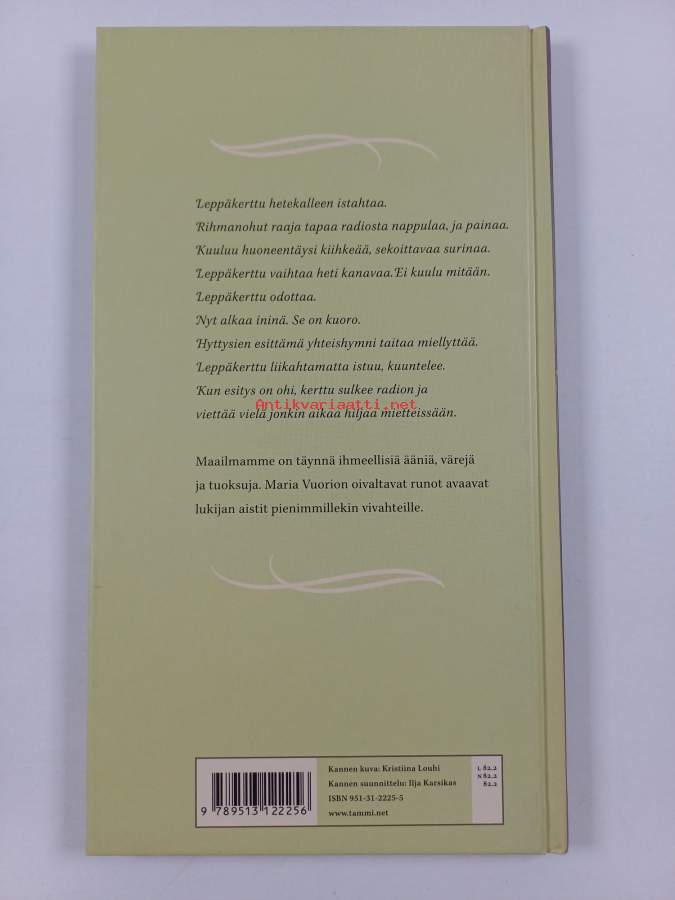 Leppäkerttu hetekalleen istahtaa.
Rihmanohut raaja tapaa radiosta nappulaa, ja painaa.
Kuuluu huoneentäysi kiihkeää, sekoittavaa surinaa.
Leppäkerttu vaihtaa heti kanavaa.Ei kuulu mitään.
Leppäkerttu odottaa.
Nyt alkaa ininä. Se on kuoro.
Hyttysien esittämä yhteishymni taitaa miellyttää.
Leppäkerttu liikahtamatta istuu, kuuntelee.
Kun esitys on ohi, kerttu sulkee radion ja
Antikvariaatti.net
viettää vielä jonkin aikaa hiljaa mietteissään.
Maailmamme on täynnä ihmeellisiä ääniä, värejä
ja tuoksuja. Maria Vuorion oivaltavat runot avaavat
lukijan aistit pienimmillekin vivahteille.
Kannen kuva: Kristiina Louhi
Kannen suunnittelu: Ilja Karsikas
ISBN 951-31-2225-5
www.tammi.net
L 82.2
N 82.2
82.2
9 789513 122256